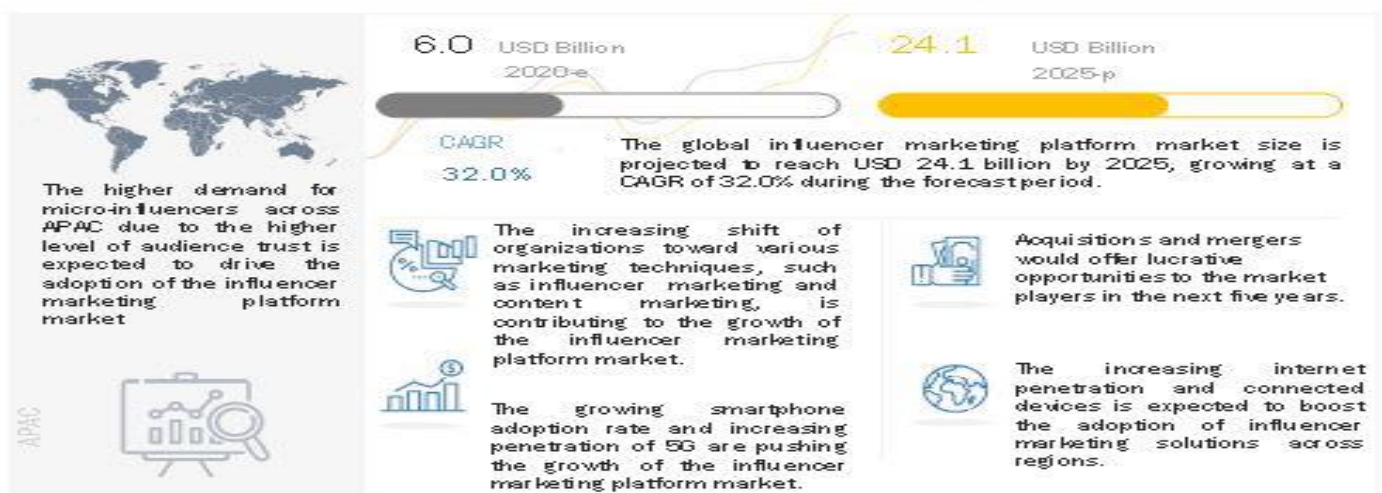 The higher demand for
micro-influencers across
APAC due to the higher
level of audience trust is
expected to drive the
adoption of the influencer
marketing platform
market
APAC
6.0 USD Billion
2020-e
24.1 USD Billion
2025-p
CAGR
32.0%
The global influencer marketing platform market size is
projected to reach USD 24.1 billion by 2025, growing at a
CAGR of 32.0% during the forecast period.
The increasing shift of
organizations toward various
marketing techniques, such
as influencer marketing and
content marketing, is
contributing to the growth of
the influencer marketing
platform market.
The growing smartphone
adoption rate and increasing
penetration of 5G are pushing
the growth of the influencer
marketing platform market.
Acquisitions and mergers
would offer lucrative
opportunities to the market
players in the next five years.
The increasing internet
penetration and connected
devices is expected to boost
the adoption of influencer
marketing solutions across
regions.